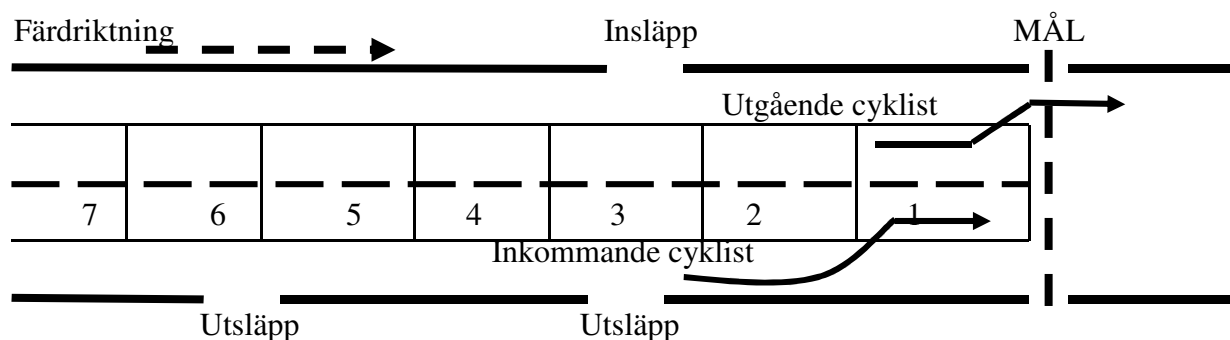 Färdriktning Insläpp MÅL
Utgående cyklist
7 6 5 4 3 2 1
Inkommande cyklist
Utsläpp Utsläpp